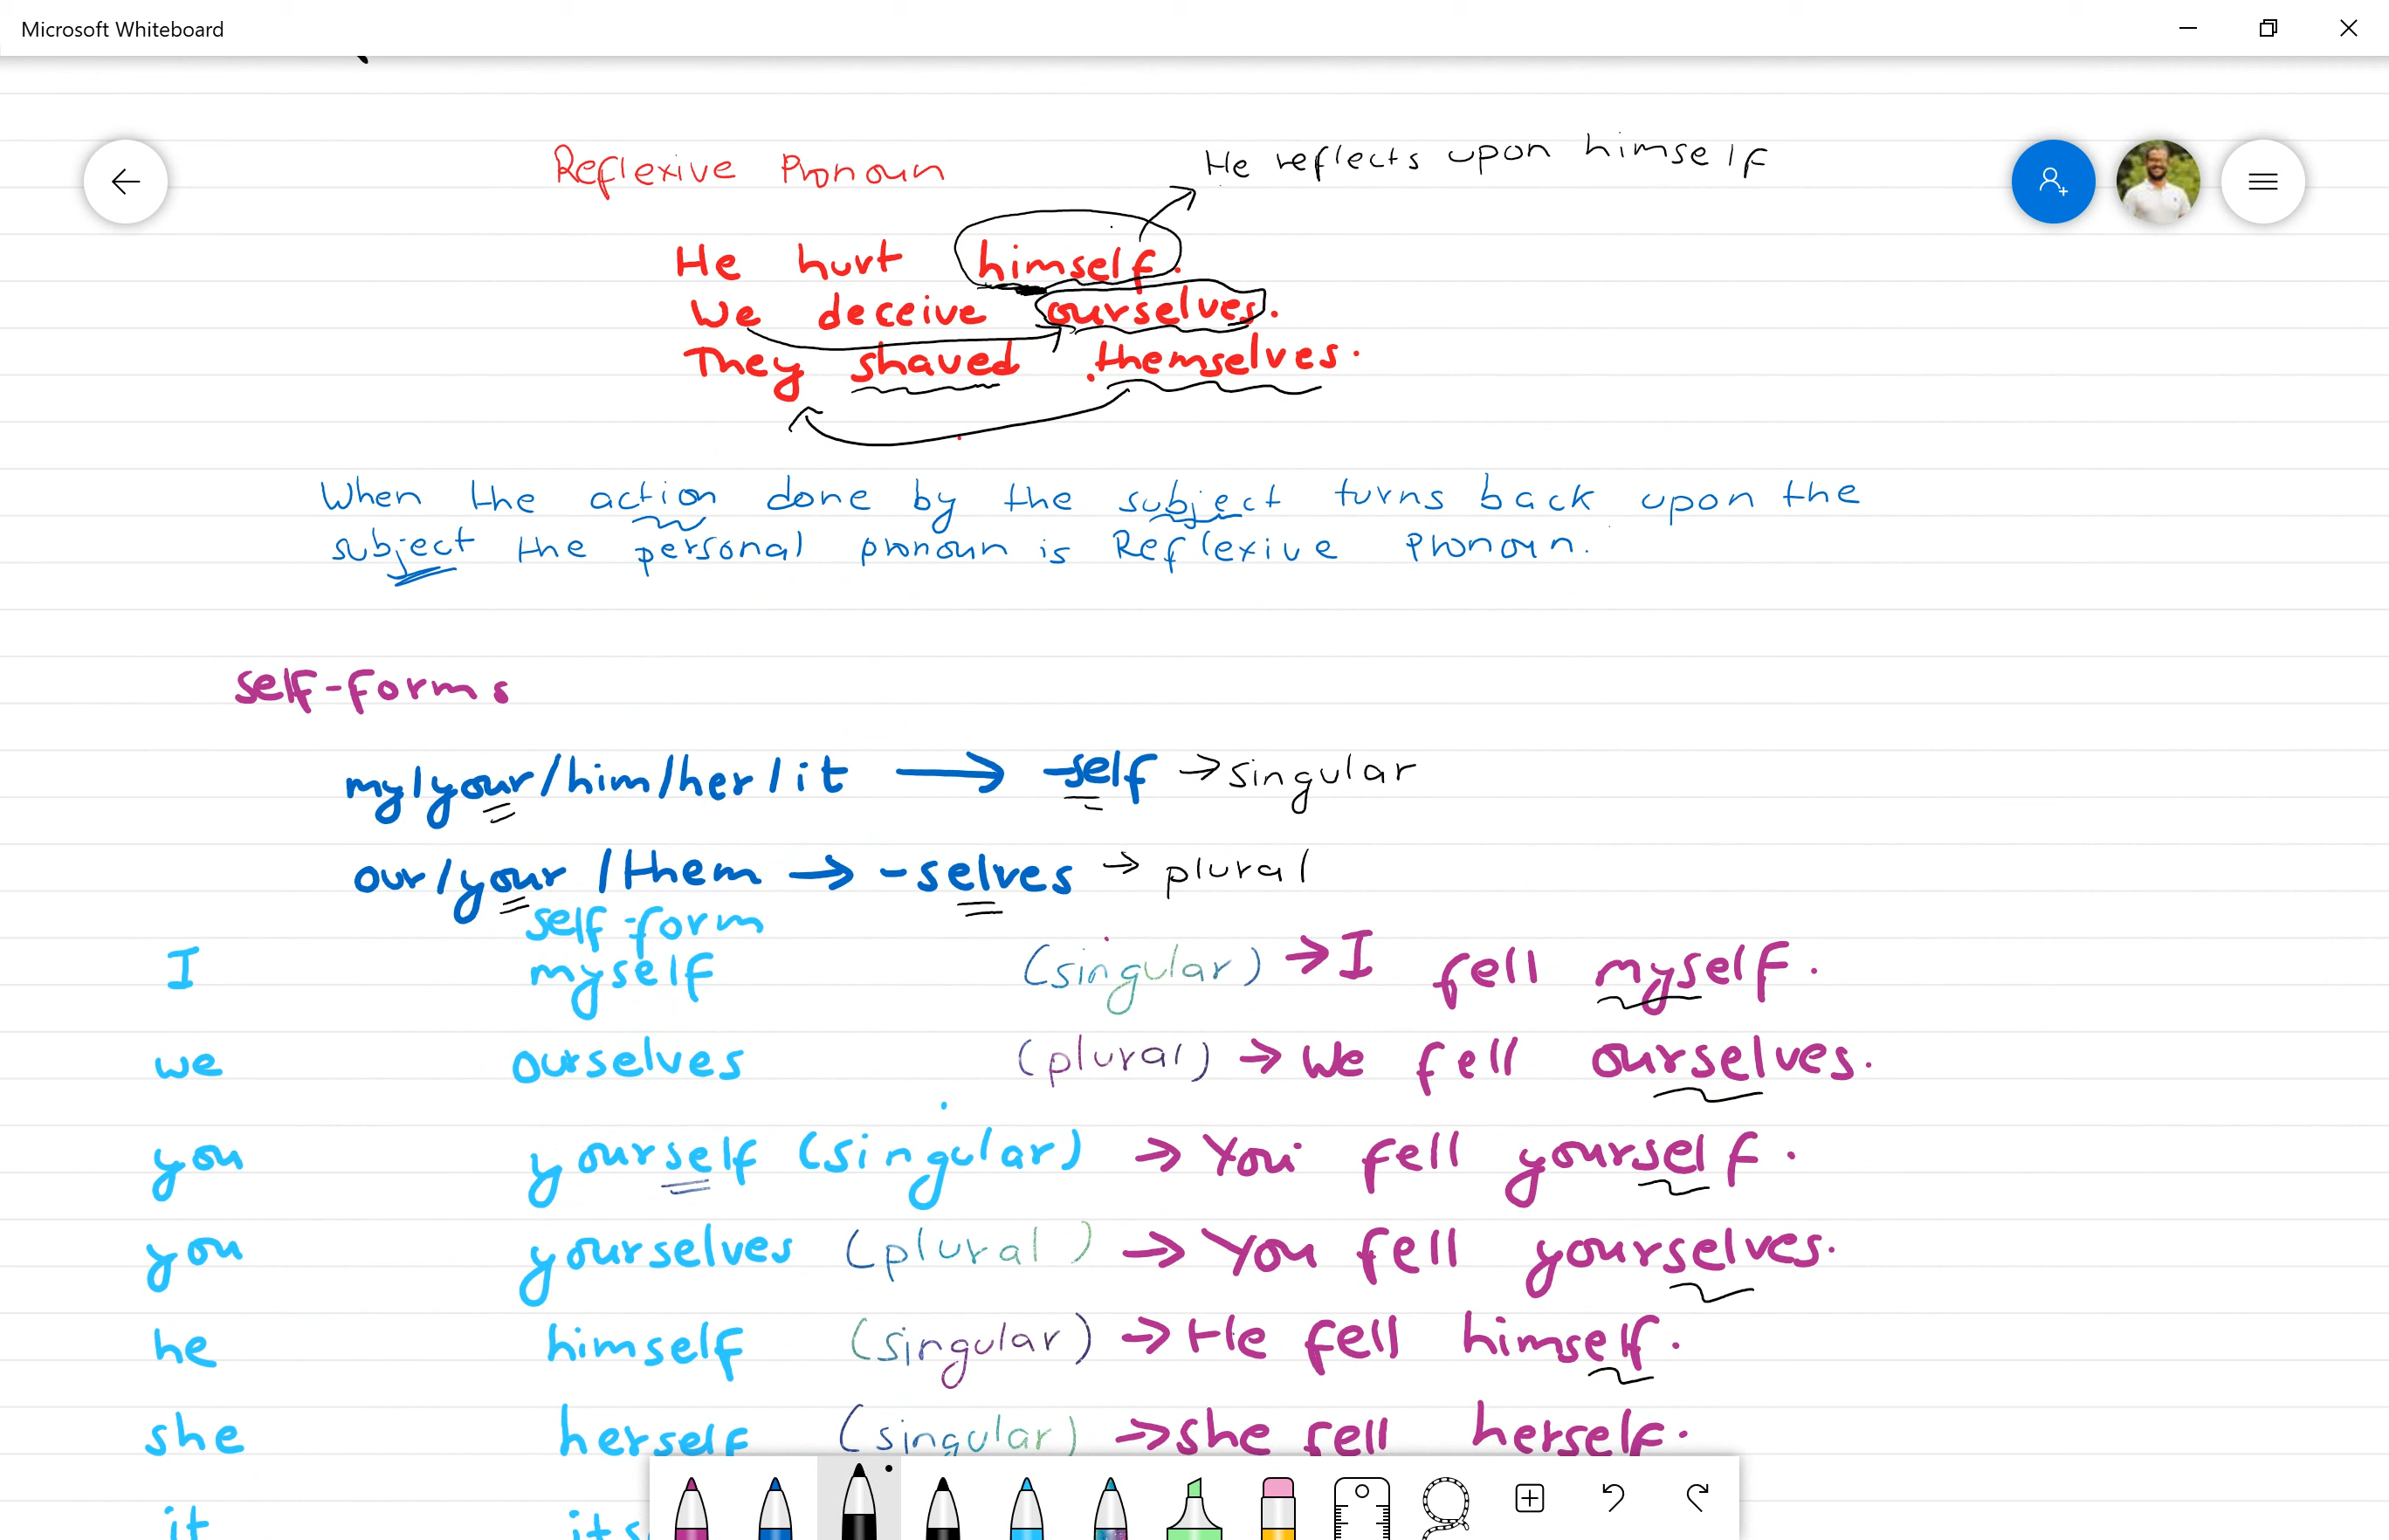 Microsoft Whiteboard
Reflexive Pronoun
He reflects upon himself
He hurt himself.
We deceive ourselves.
They shaved themselves.
When the action done by the subject turns back upon the
subject the personal pronoun is Reflexive Pronoun.
self-forms
my/your/him/her/it → -self → singular
our/your/them → -selves → plural
self-form
I myself (singular) → I fell myself.
we ourselves (plural) → We fell ourselves.
you yourself (singular) → You fell yourself.
you yourselves (plural) → You fell yourselves.
he himself (singular) → He fell himself.
she herself (singular) → she fell herself.
it its